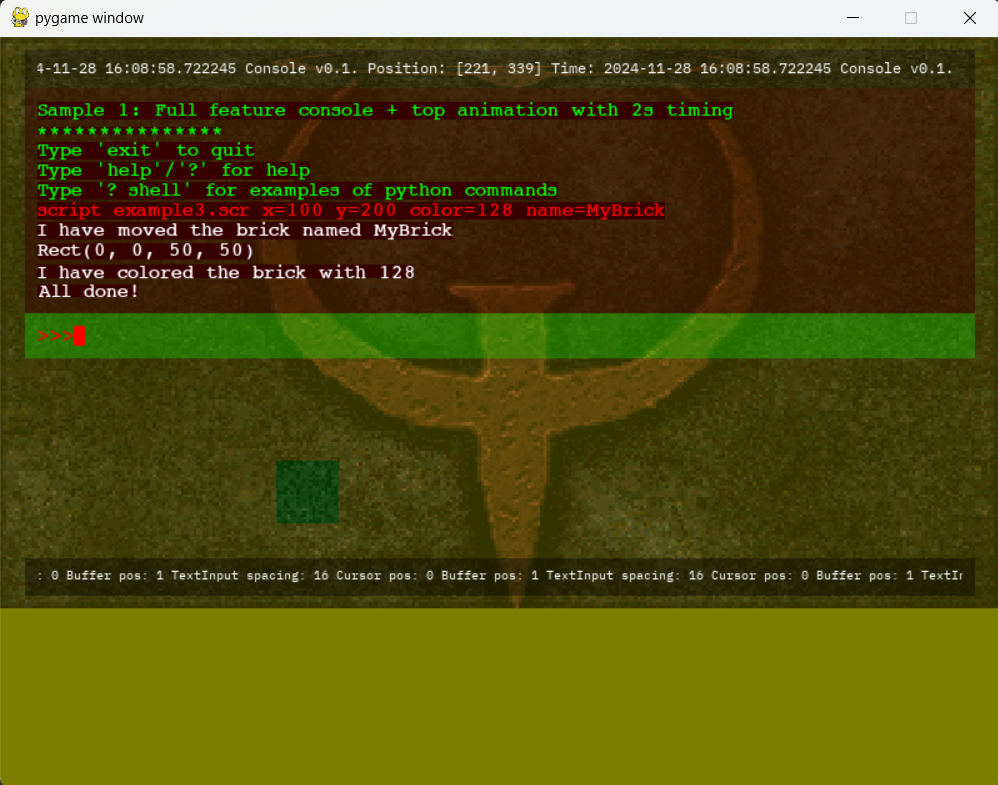 pygame window
4-11-28 16:08:58.722245 Console v0.1. Position: [221, 339] Time: 2024-11-28 16:08:58.722245 Console v0.1.
Sample 1: Full feature console + top animation with 2s timing
***************
Type 'exit' to quit
Type 'help'/'?' for help
Type '? shell' for examples of python commands
script example3.scr x=100 y=200 color=128 name=MyBrick
I have moved the brick named MyBrick
Rect(0, 0, 50, 50)
I have colored the brick with 128
All done!
>>>
: 0 Buffer pos: 1 TextInput spacing: 16 Cursor pos: 0 Buffer pos: 1 TextInput spacing: 16 Cursor pos: 0 Buffer pos: 1 TextIn